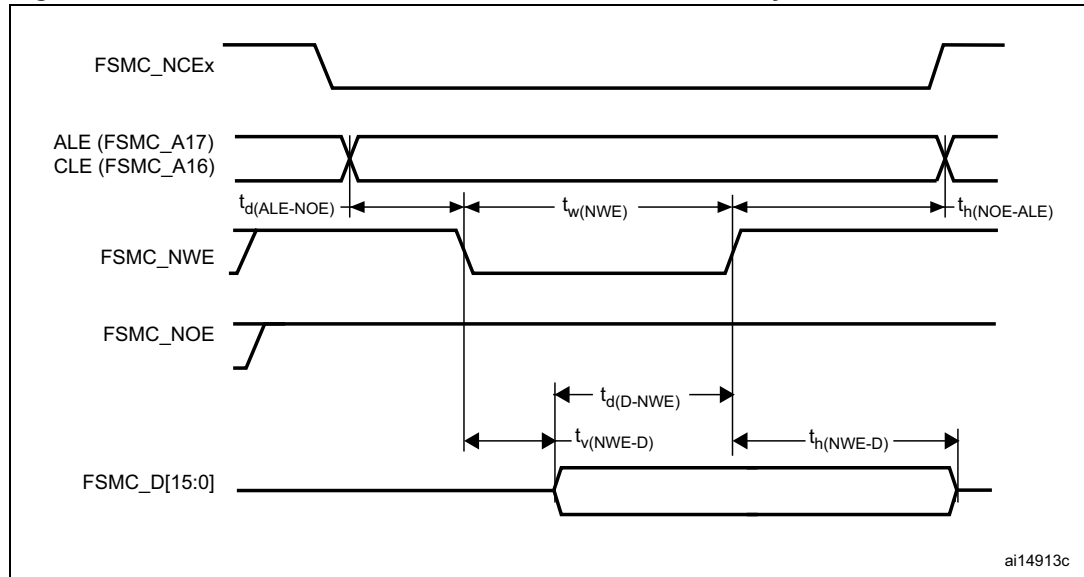 FSMC_NCEx
ALE (FSMC_A17)
CLE (FSMC_A16)
td(ALE-NOE)
tw(NWE)
th(NOE-ALE)
FSMC_NWE
FSMC_NOE
td(D-NWE)
tv(NWE-D)
th(NWE-D)
FSMC_D[15:0]
ai14913c